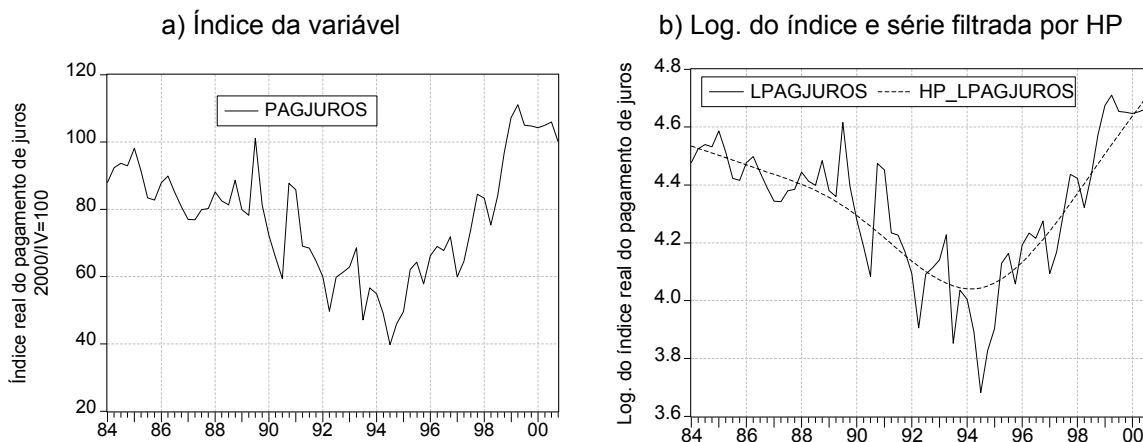 a) Índice da variável
Índice real do pagamento de juros
2000/IV=100
120
100
80
60
40
20
PAGJUROS
84 86 88 90 92 94 96 98 00
b) Log. do índice e série filtrada por HP
Log. do índice real do pagamento de juros
4.8
4.6
4.4
4.2
4.0
3.8
3.6
LPAGJUROS HP_LPAGJUROS
84 86 88 90 92 94 96 98 00